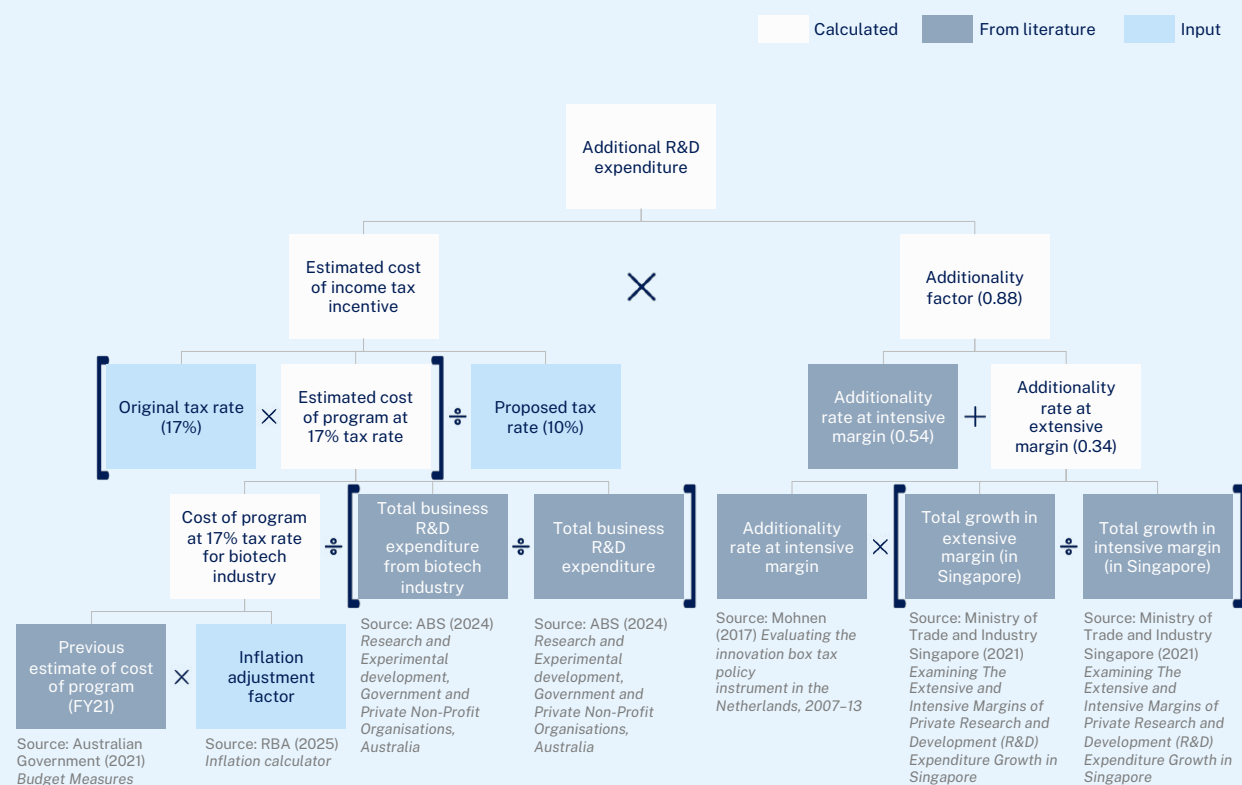 Calculated
From literature
Input
Additional R&D
expenditure
Estimated cost
of income tax
incentive
×
Additionality
factor (0.88)
[
Original tax rate
(17%)
×
Estimated cost
of program at
17% tax rate
]
÷
Proposed tax
rate (10%)
Additionality
rate at intensive
margin (0.54)
+
Additionality
rate at
extensive
margin (0.34)
Cost of program
at 17% tax rate
for biotech
industry
÷
[
Total business
R&D
expenditure
from biotech
industry
÷
Total business
R&D
expenditure
]
Additionality
rate at intensive
margin
×
[
Total growth in
extensive
margin (in
Singapore)
÷
Total growth in
intensive margin
(in Singapore)
]
Source: ABS (2024)
Research and
Experimental
development,
Government and
Private Non-Profit
Organisations,
Australia
Source: ABS (2024)
Research and
Experimental
development,
Government and
Private Non-Profit
Organisations,
Australia
Source: Mohnen
(2017) Evaluating the
innovation box tax
policy
instrument in the
Netherlands, 2007–13
Source: Ministry of
Trade and Industry
Singapore (2021)
Examining The
Extensive and
Intensive Margins of
Private Research and
Development (R&D)
Expenditure Growth in
Singapore
Source: Ministry of
Trade and Industry
Singapore (2021)
Examining The
Extensive and
Intensive Margins of
Private Research and
Development (R&D)
Expenditure Growth in
Singapore
Previous
estimate of cost
of program
(FY21)
×
Inflation
adjustment
factor
Source: Australian
Government (2021)
Budget Measures
Source: RBA (2025)
Inflation calculator